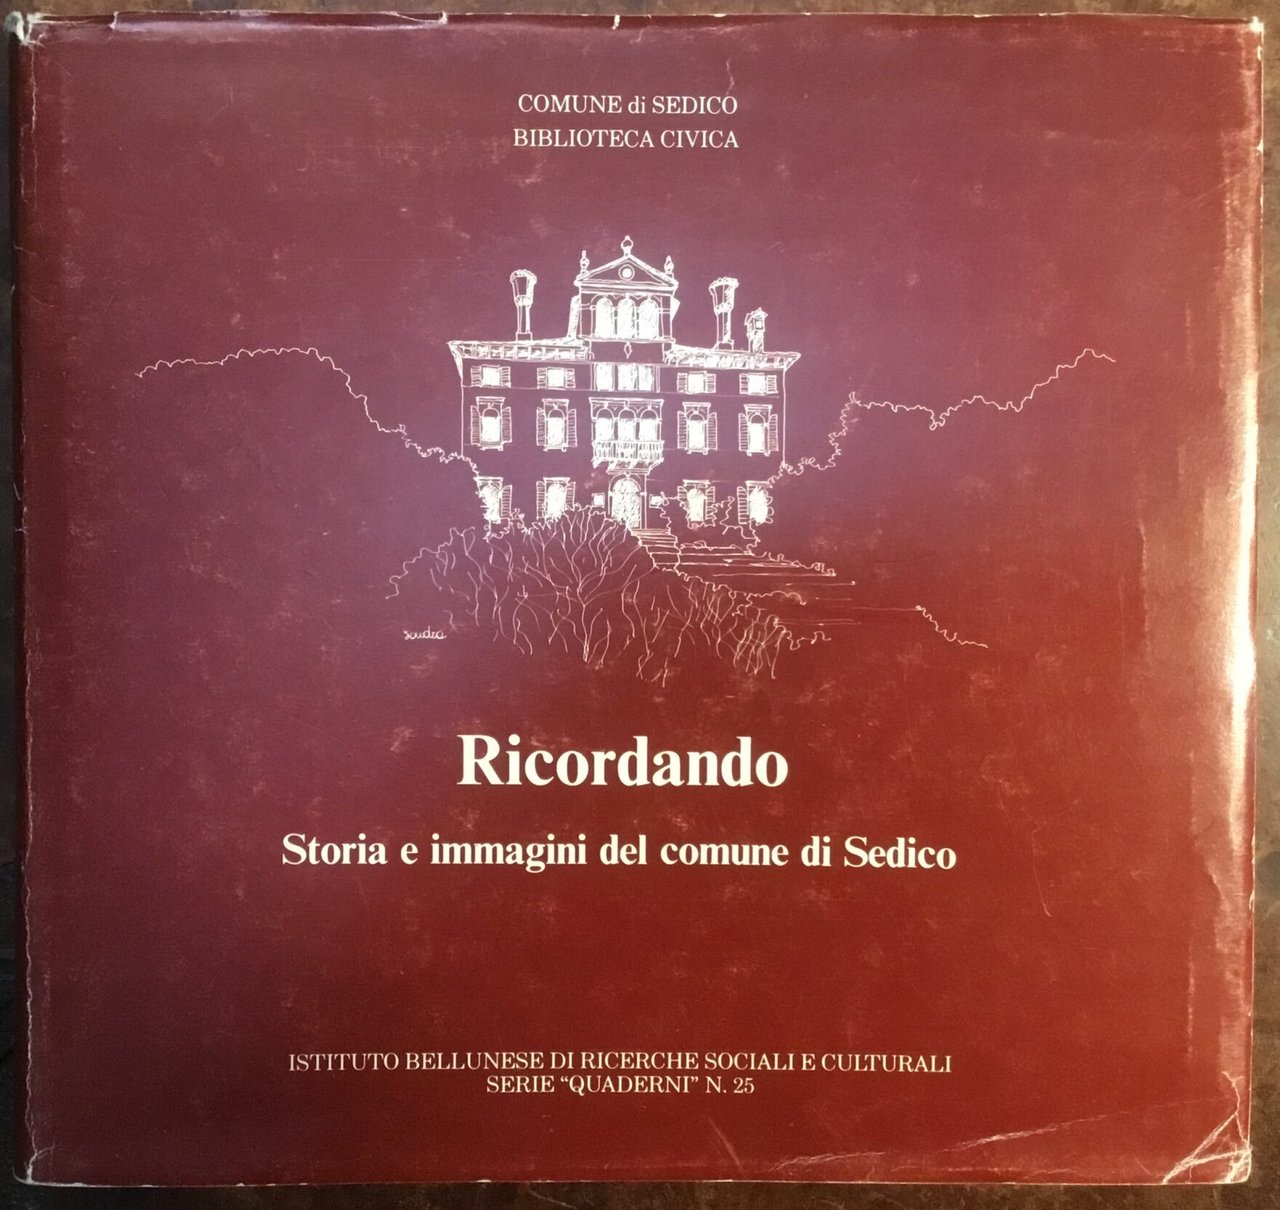 COMUNE di SEDICO
BIBLIOTECA CIVICA
Ricordando
Storia e immagini del comune di Sedico
ISTITUTO BELLUNESE DI RICERCHE SOCIALI E CULTURALI
SERIE “QUADERNI” N. 25